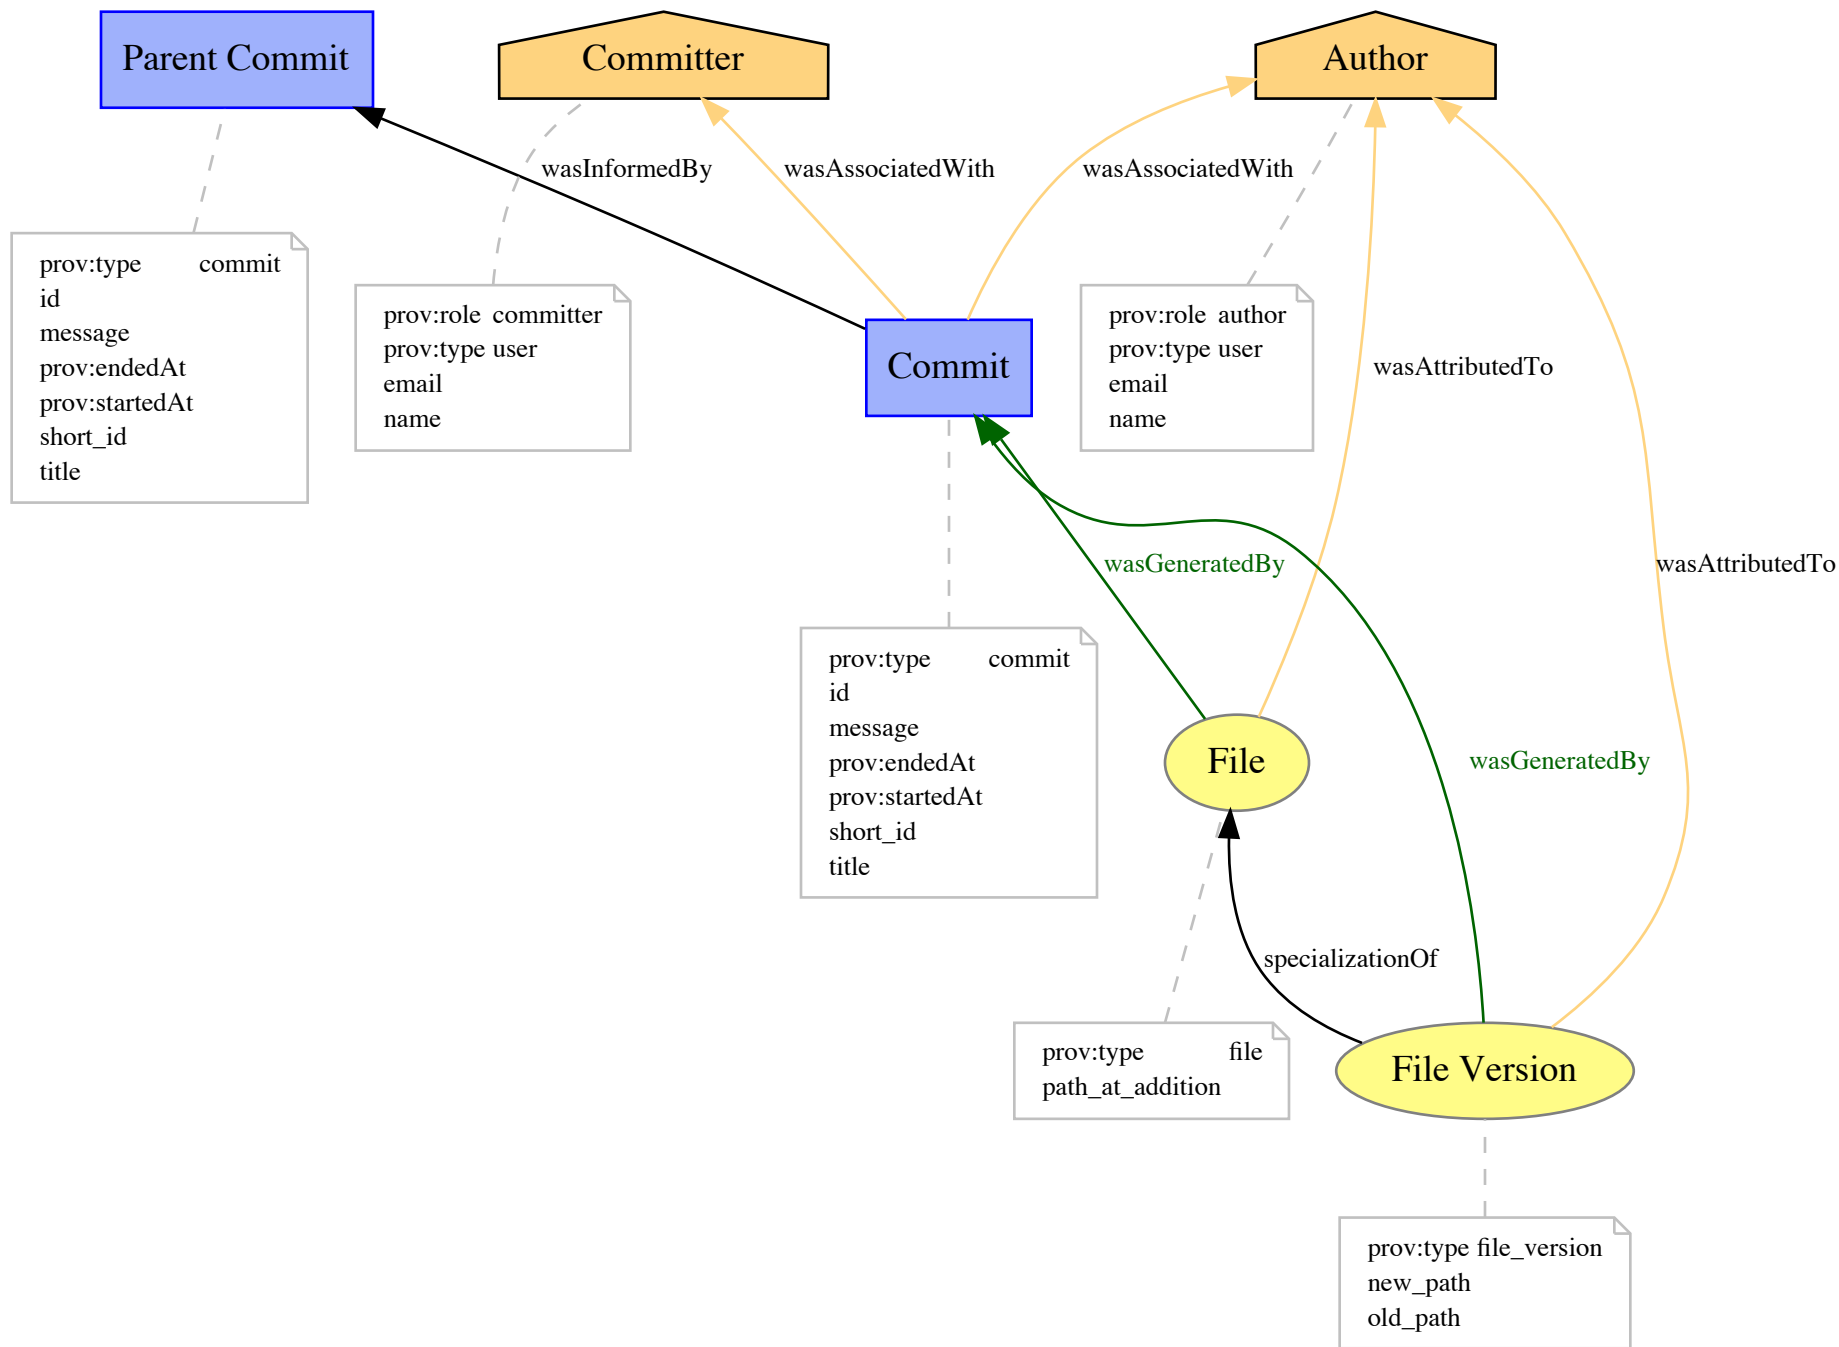 Parent Commit
Committer
Author
wasInformedBy
wasAssociatedWith
wasAssociatedWith
prov:type commit
id
message
prov:endedAt
prov:startedAt
short_id
title
prov:role committer
prov:type user
email
name
Commit
prov:role author
prov:type user
email
name
wasAttributedTo
wasGeneratedBy
wasAttributedTo
prov:type commit
id
message
prov:endedAt
prov:startedAt
short_id
title
File
wasGeneratedBy
specializationOf
prov:type file
path_at_addition
File Version
prov:type file_version
new_path
old_path